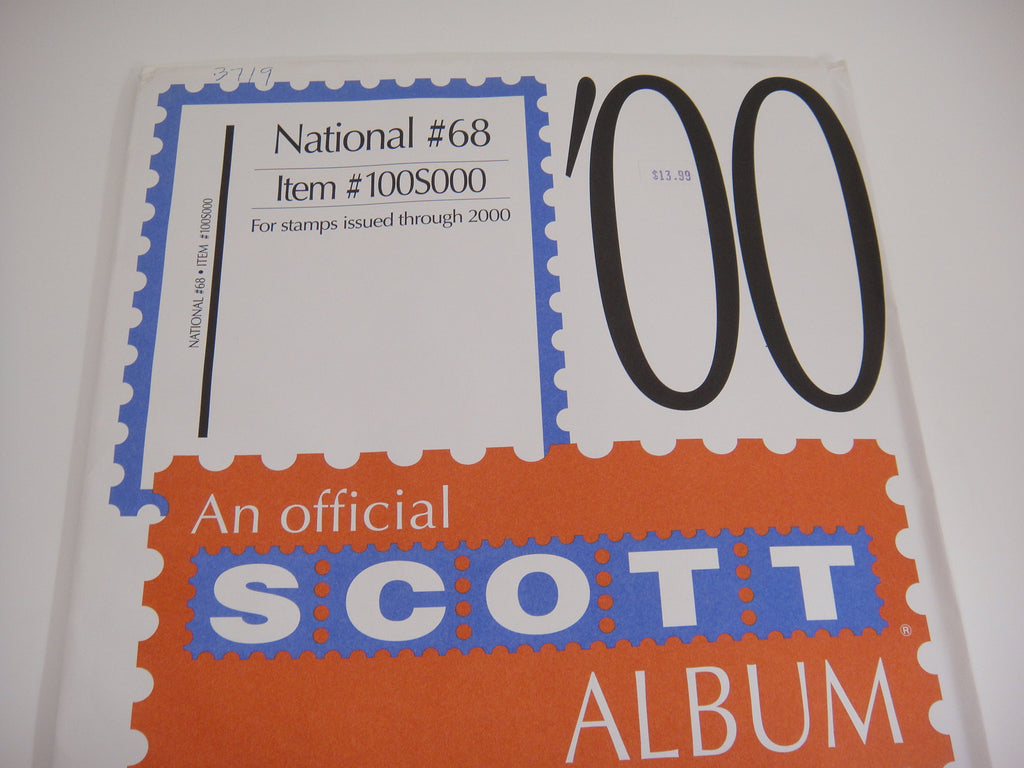 3719
National #68
Item #100S000
For stamps issued through 2000
NATIONAL #68 • ITEM #100S000
'00
$13.99
An official
SCOTT®
ALBUM